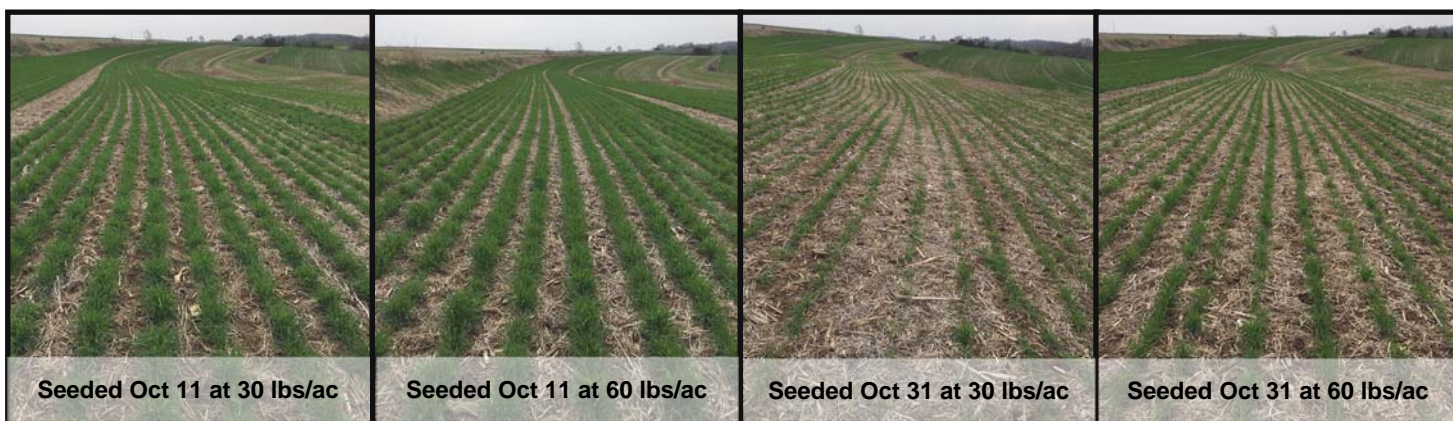 Seeded Oct 11 at 30 lbs/ac
Seeded Oct 11 at 60 lbs/ac
Seeded Oct 31 at 30 lbs/ac
Seeded Oct 31 at 60 lbs/ac